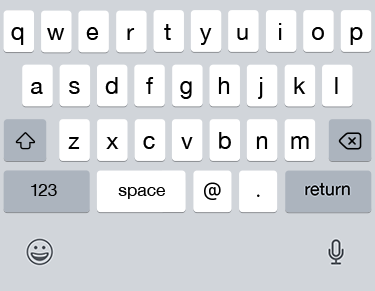 q w e r t y u i o p
a s d f g h j k l
z x c v b n m
123 space @ . return